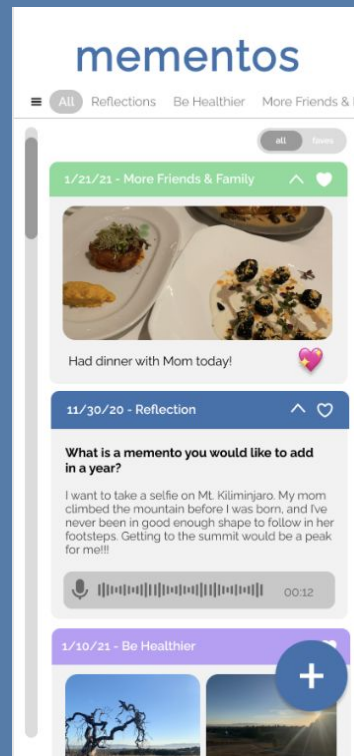 mementos
All Reflections Be Healthier More Friends &
all faves
1/21/21 - More Friends & Family
Had dinner with Mom today!
11/30/20 - Reflection
What is a memento you would like to add
in a year?
I want to take a selfie on Mt. Kiliminjaro. My mom
climbed the mountain before I was born, and I've
never been in good enough shape to follow in her
footsteps. Getting to the summit would be a peak
for me!!!
00:12
1/10/21 - Be Healthier
+